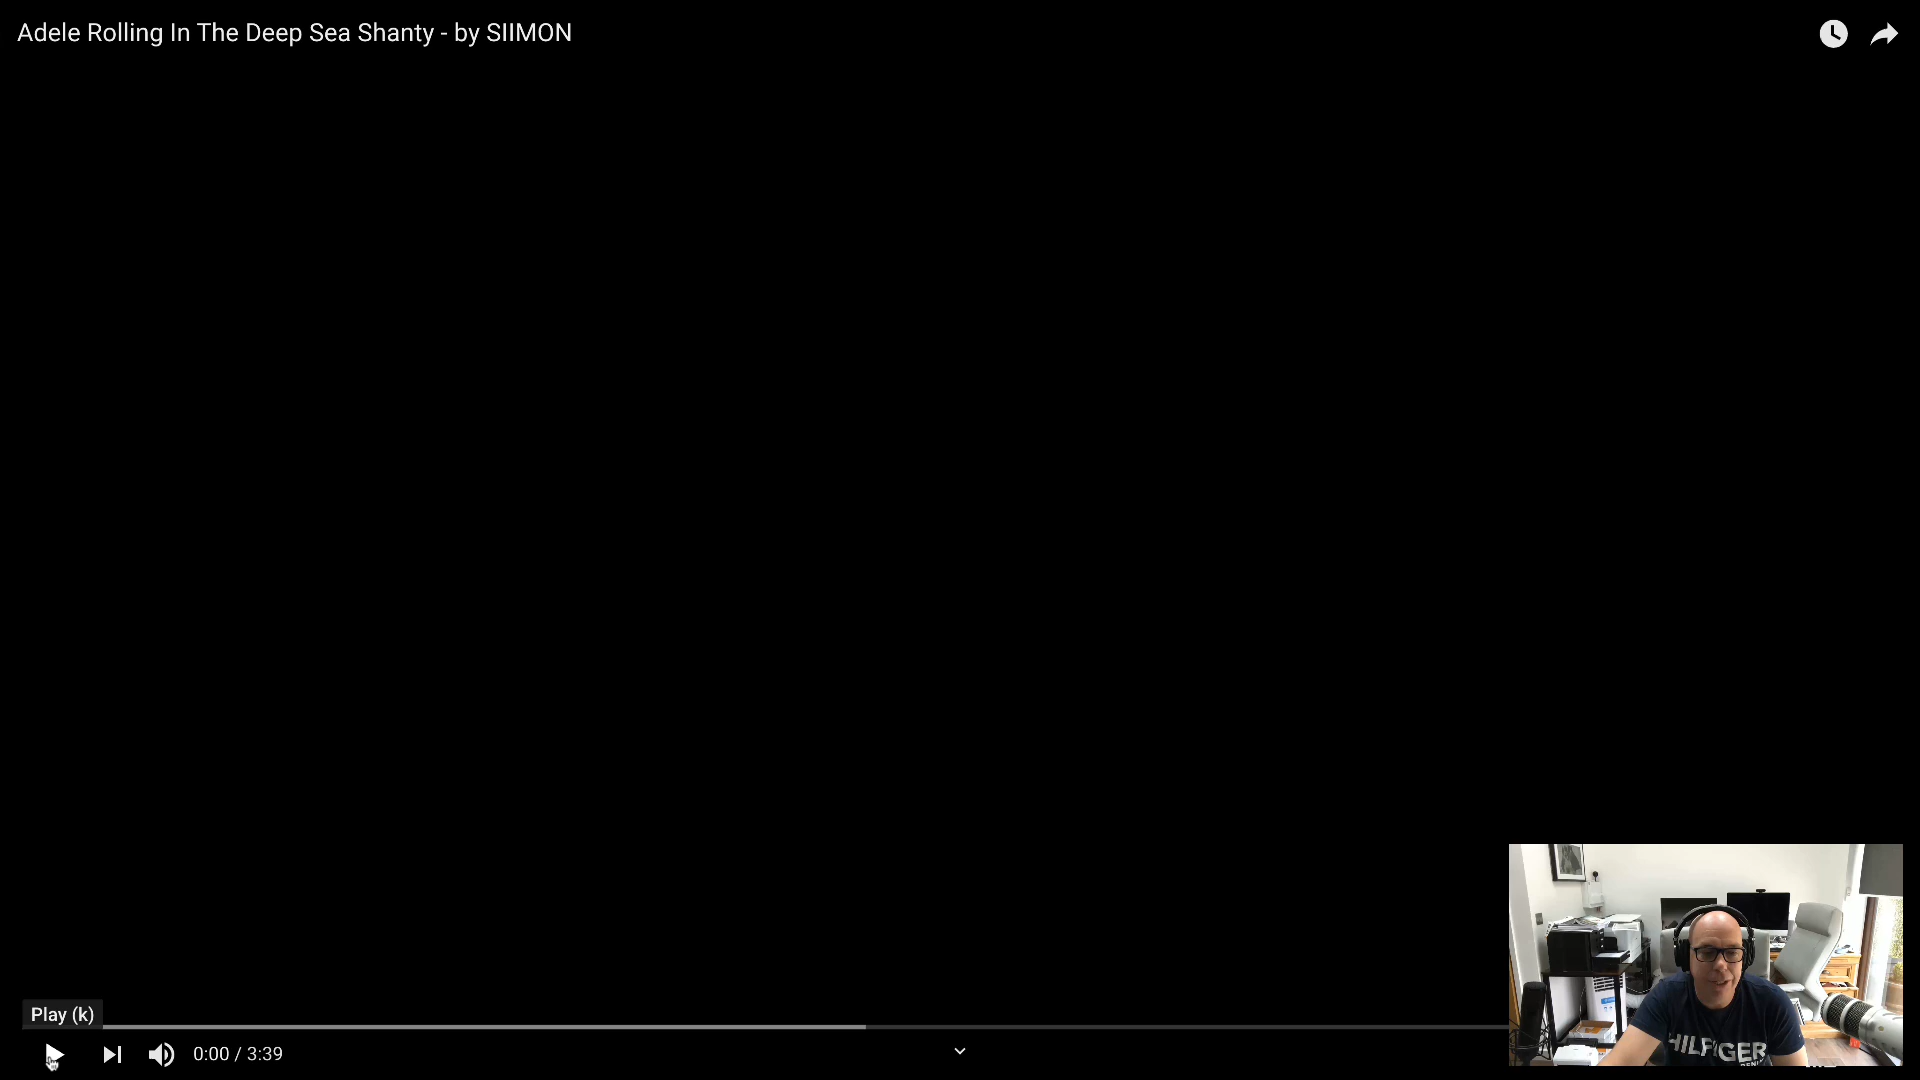 Adele Rolling In The Deep Sea Shanty - by SIIMON
Play (k)
0:00 / 3:39
HILFIGER